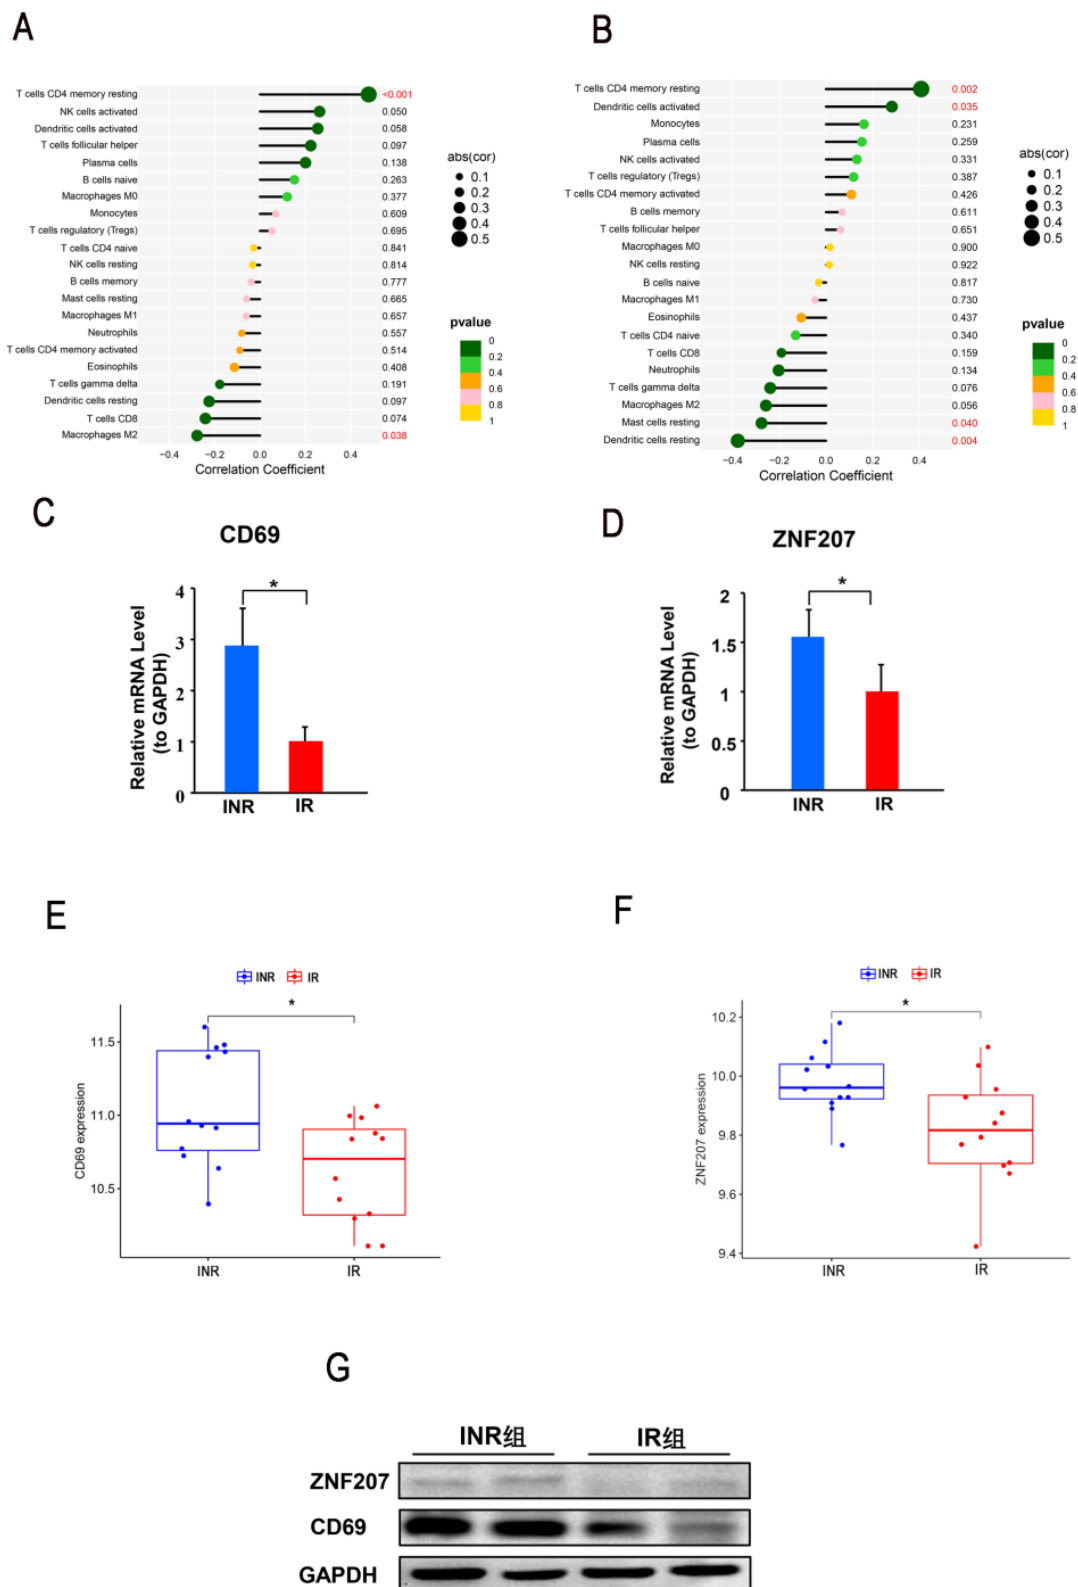 A
T cells CD4 memory resting <0.001
NK cells activated 0.050
Dendritic cells activated 0.058
T cells follicular helper 0.097
Plasma cells 0.138
B cells naive 0.263
Macrophages M0 0.377
Monocytes 0.609
T cells regulatory (Tregs) 0.695
T cells CD4 naive 0.841
NK cells resting 0.814
B cells memory 0.777
Mast cells resting 0.665
Macrophages M1 0.657
Neutrophils 0.557
T cells CD4 memory activated 0.514
Eosinophils 0.408
T cells gamma delta 0.191
Dendritic cells resting 0.097
T cells CD8 0.074
Macrophages M2 0.038
−0.4 −0.2 0.0 0.2 0.4
Correlation Coefficient
abs(cor)
0.1
0.2
0.3
0.4
0.5
pvalue
0
0.2
0.4
0.6
0.8
1
B
T cells CD4 memory resting 0.002
Dendritic cells activated 0.035
Monocytes 0.231
Plasma cells 0.259
NK cells activated 0.331
T cells regulatory (Tregs) 0.387
T cells CD4 memory activated 0.426
B cells memory 0.611
T cells follicular helper 0.651
Macrophages M0 0.900
NK cells resting 0.922
B cells naive 0.817
Macrophages M1 0.730
Eosinophils 0.437
T cells CD4 naive 0.340
T cells CD8 0.159
Neutrophils 0.134
T cells gamma delta 0.076
Macrophages M2 0.056
Mast cells resting 0.040
Dendritic cells resting 0.004
−0.4 −0.2 0.0 0.2 0.4
Correlation Coefficient
abs(cor)
0.1
0.2
0.3
0.4
0.5
pvalue
0
0.2
0.4
0.6
0.8
1
C
CD69
Relative mRNA Level
(to GAPDH)
4
3
2
1
0
*
INR IR
D
ZNF207
Relative mRNA Level
(to GAPDH)
2
1.5
1
0.5
0
*
INR IR
E
INR IR
*
CD69 expression
11.5
11.0
10.5
INR IR
F
INR IR
*
ZNF207 expression
10.2
10.0
9.8
9.6
9.4
INR IR
G
INR组 IR组
ZNF207
CD69
GAPDH